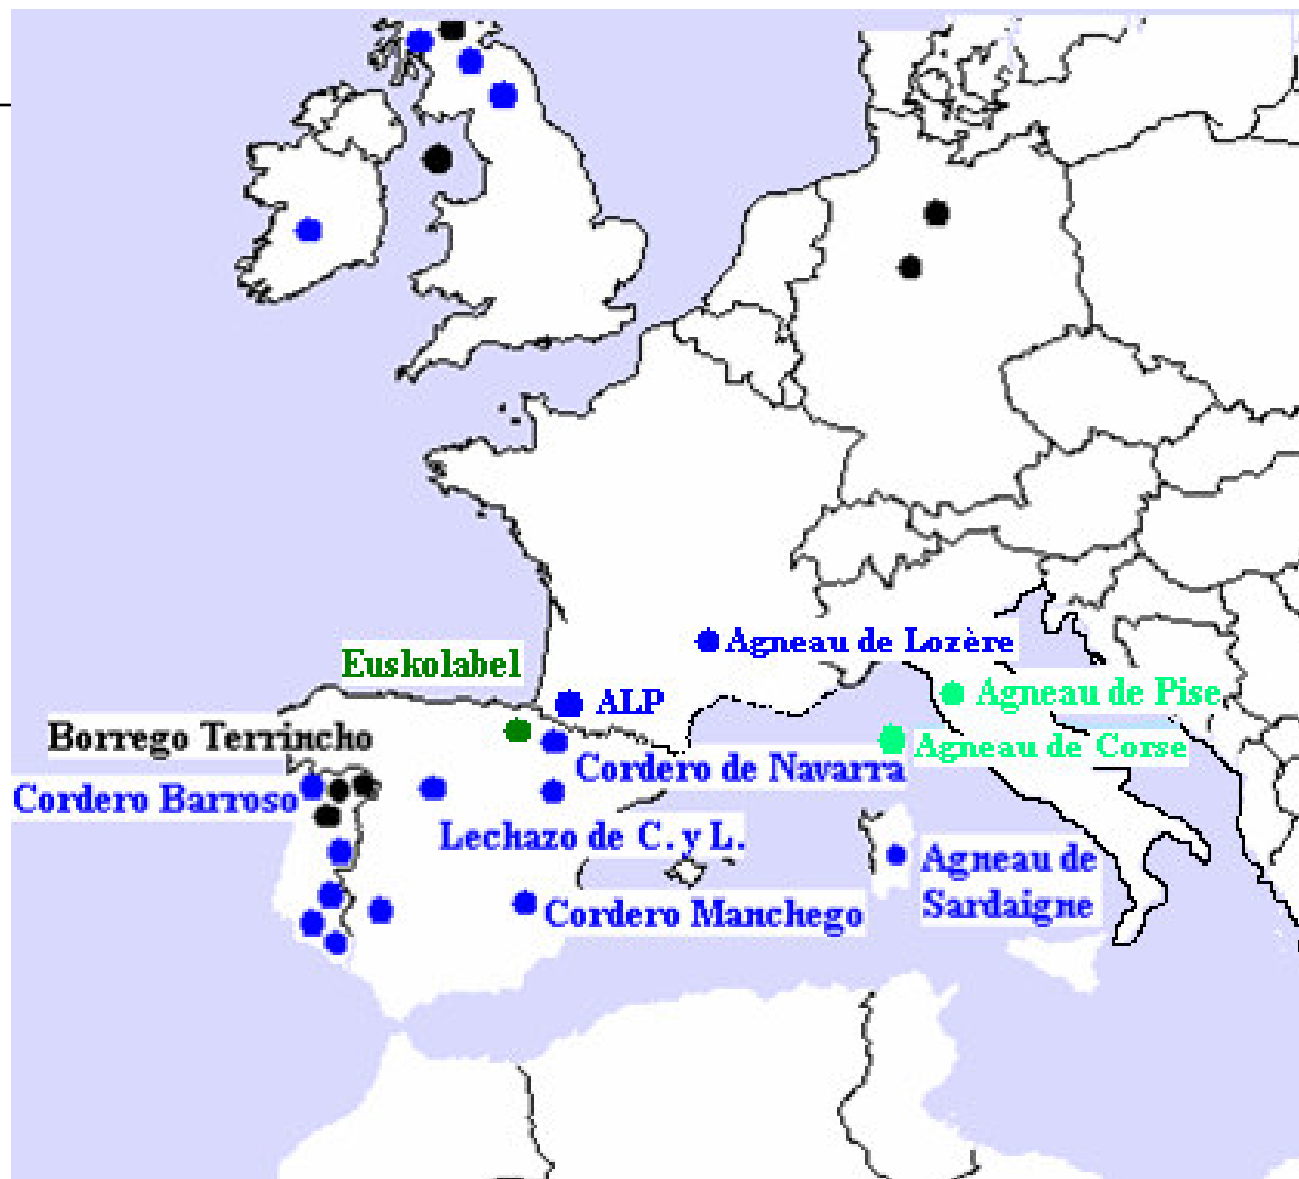 Agneau de Lozère
Euskolabel
ALP
Agneau de Pise
Borrego Terrincho
Agneau de Corse
Cordero de Navarra
Cordero Barroso
Lechazo de C. y L.
Agneau de
Sardaigne
Cordero Manchego